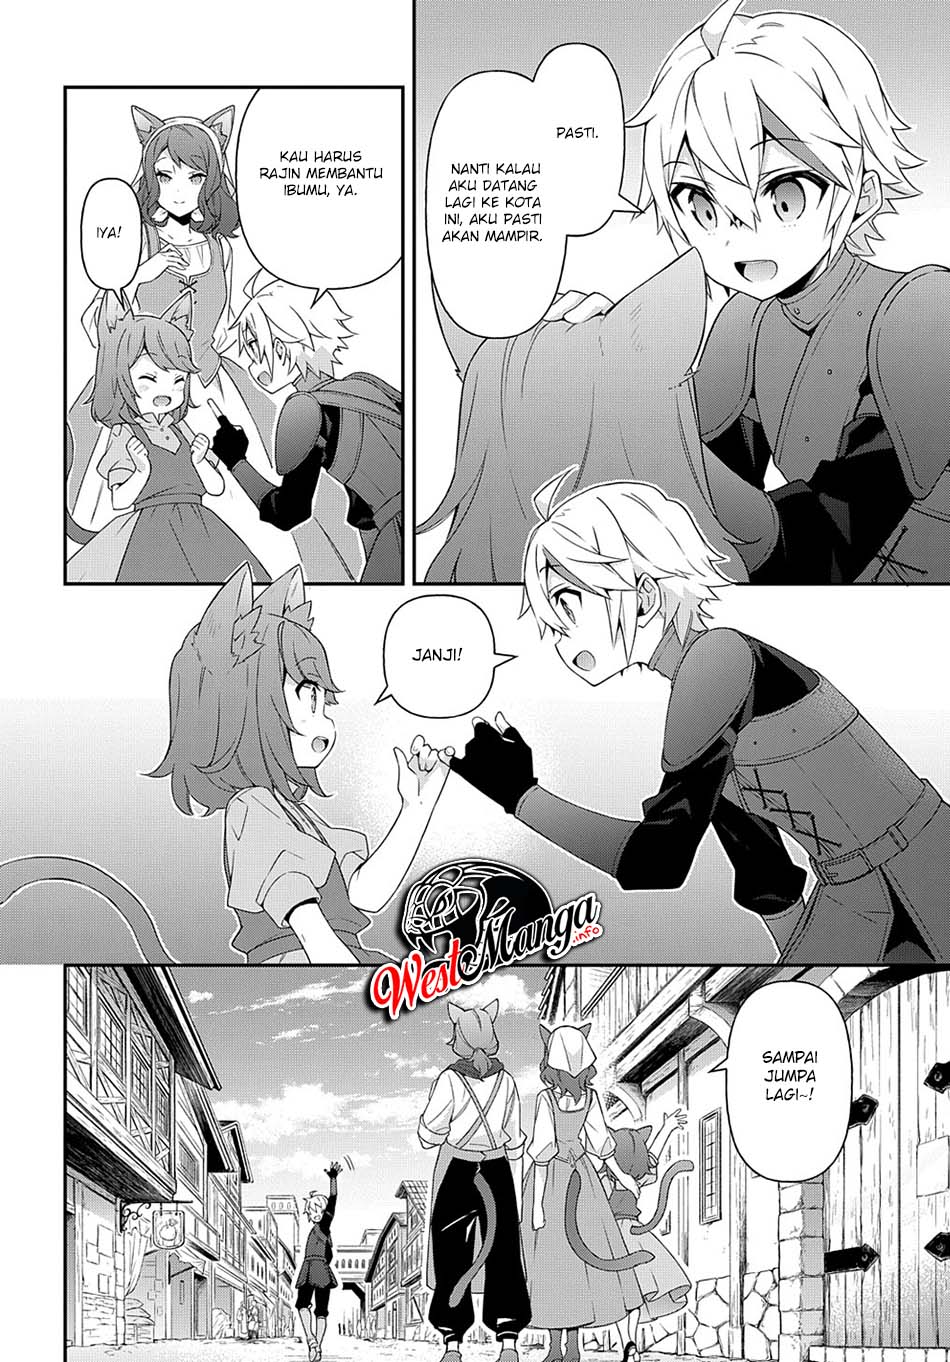 PASTI.
NANTI KALAU
AKU DATANG
LAGI KE KOTA
INI, AKU PASTI
AKAN MAMPIR.
KAU HARUS
RAJIN MEMBANTU
IBUMU, YA.
IYA!
JANJI!
WestManga
.info
SAMPAI
JUMPA
LAGI~!